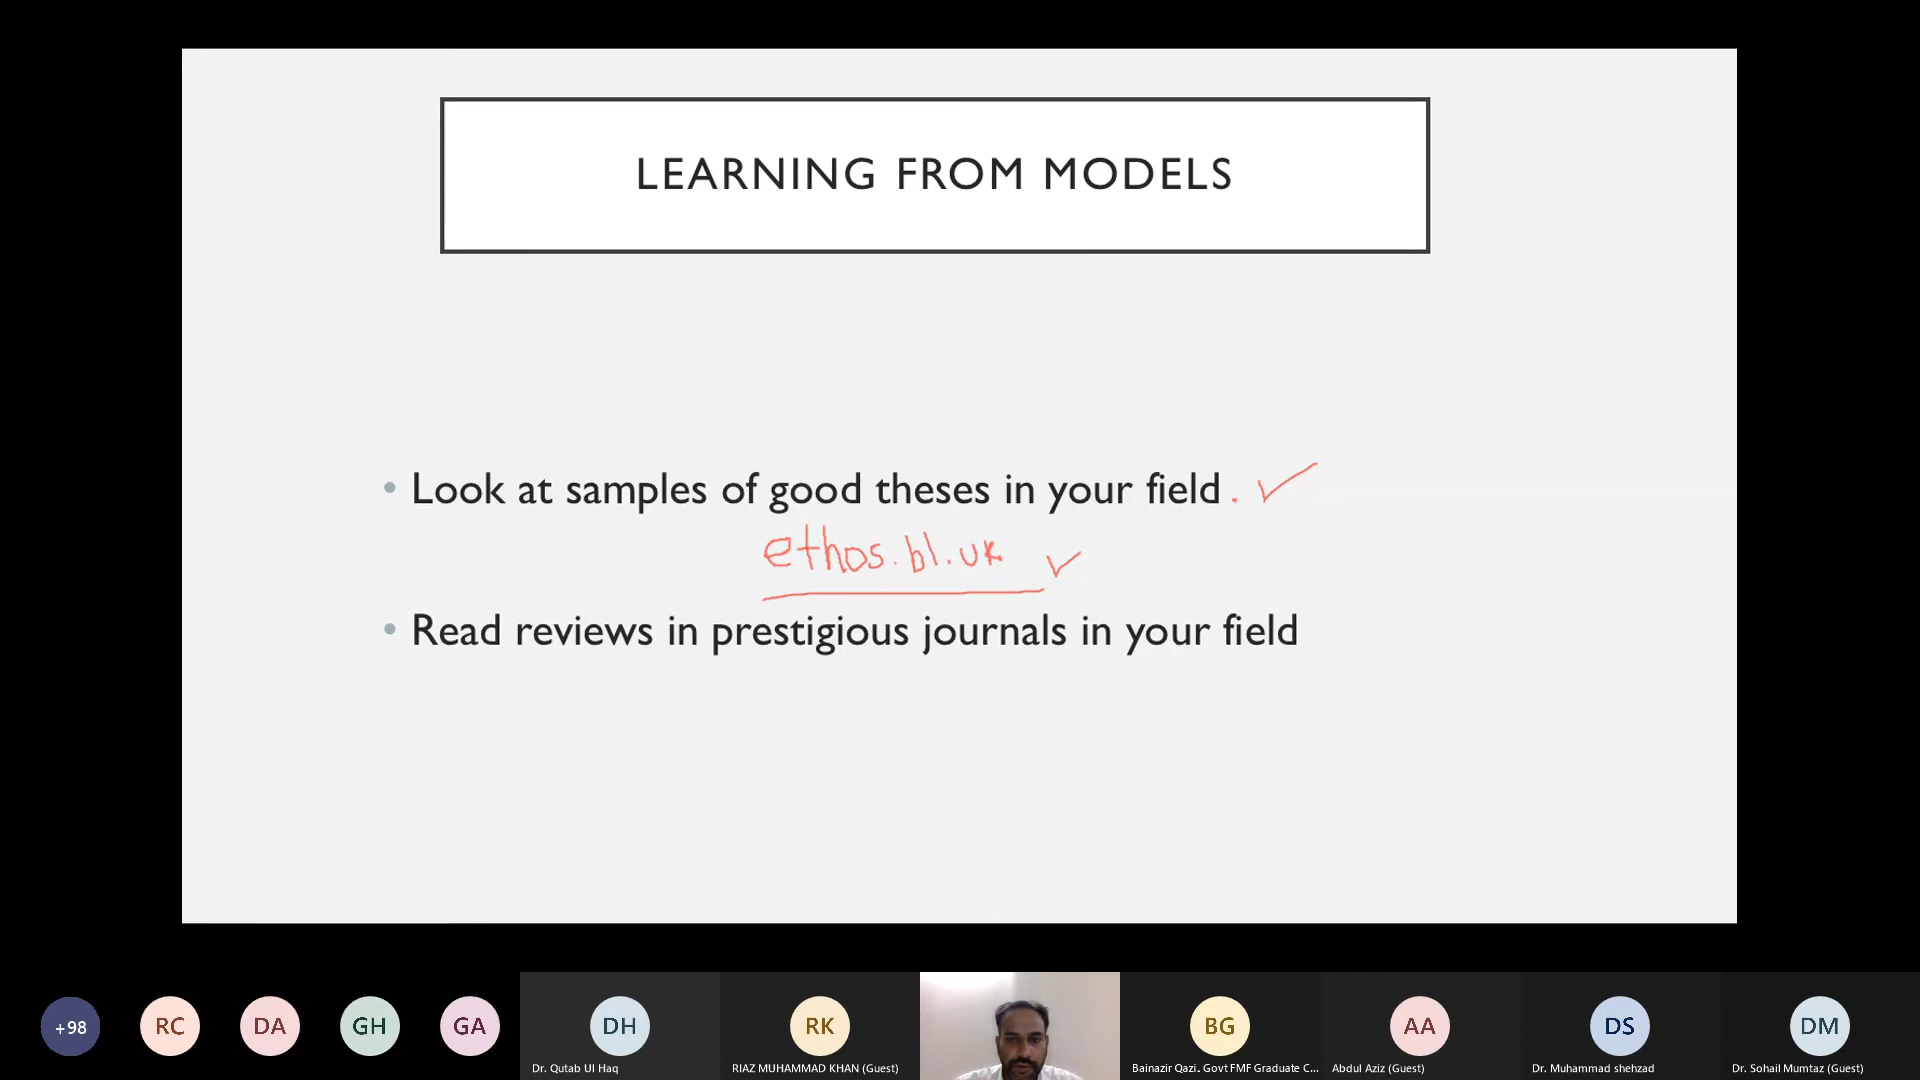 LEARNING FROM MODELS
• Look at samples of good theses in your field.
ethos.bl.uk
• Read reviews in prestigious journals in your field
+98
RC
DA
GH
GA
DH
RK
BG
AA
DS
DM
Dr. Qutab Ul Haq
RIAZ MUHAMMAD KHAN (Guest)
Bainazir Qazi.. Govt FMF Graduate C...
Abdul Aziz (Guest)
Dr. Muhammad shehzad
Dr. Sohail Mumtaz (Guest)